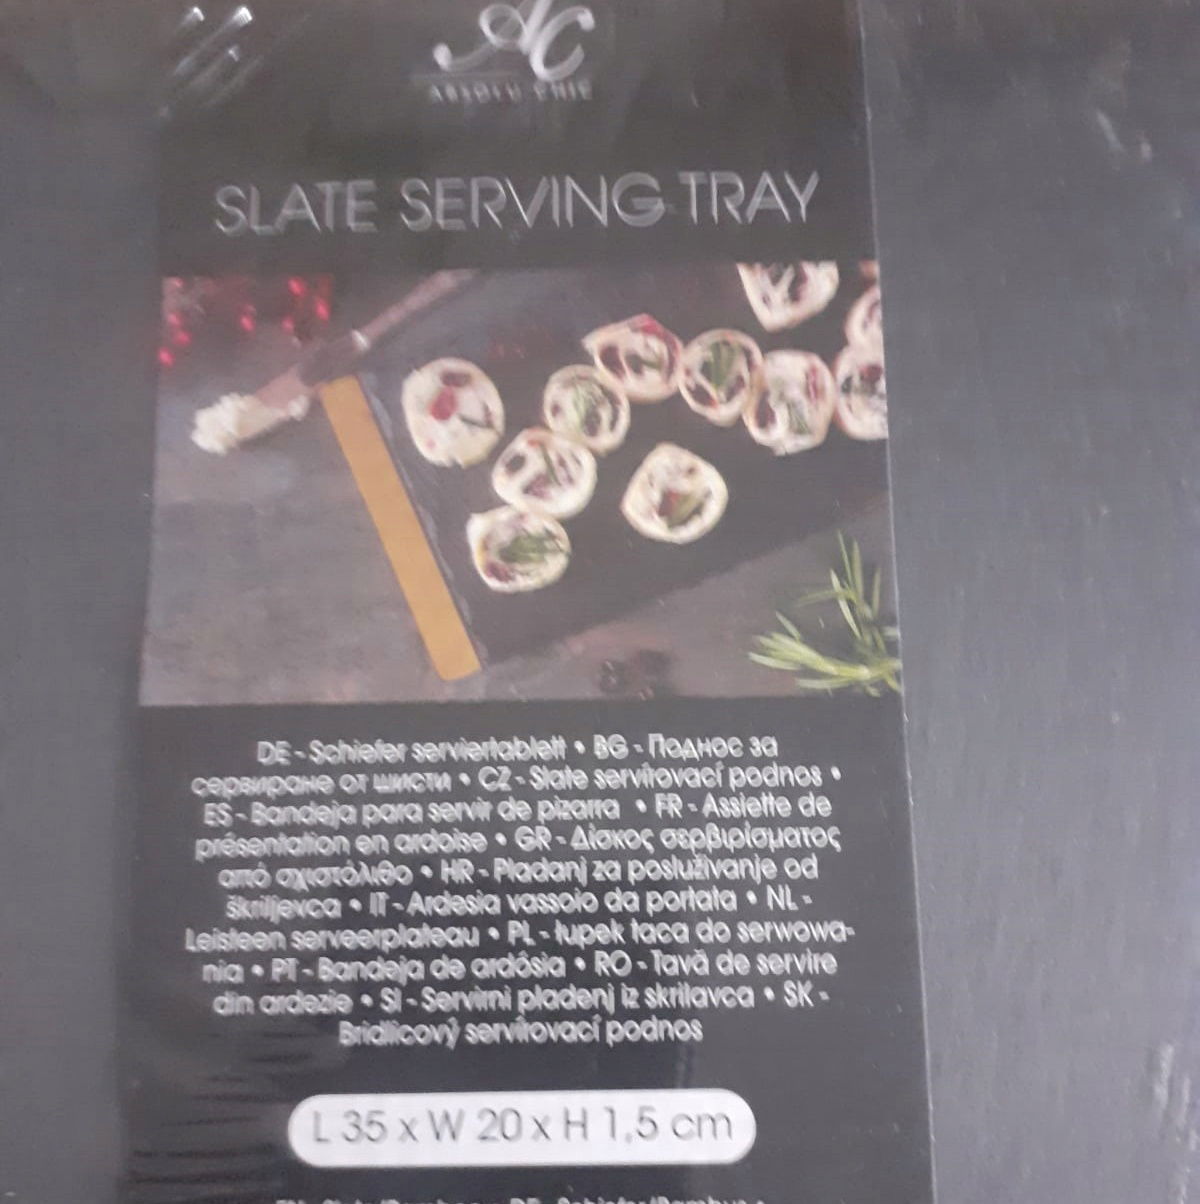 AC
ABSOLU CHIC
SLATE SERVING TRAY
DE - Schiefer serviertablett • BG - Поднос за
сервиране от шисти • CZ - Slate servírovací podnos •
ES - Bandeja para servir de pizarra • FR - Assiette de
présentation en ardoise • GR - Δίσκος σερβιρίσματος
από σχιστόλιθο • HR - Pladanj za posluživanje od
škriljevca • IT - Ardesia vassoio da portata • NL -
Leisteen serveerplateau • PL - łupek taca do serwowa-
nia • PT - Bandeja de ardósia • RO - Tavă de servire
din ardezie • SI - Servirni pladenj iz skrilavca • SK -
Bridlicový servírovací podnos
L 35 x W 20 x H 1,5 cm